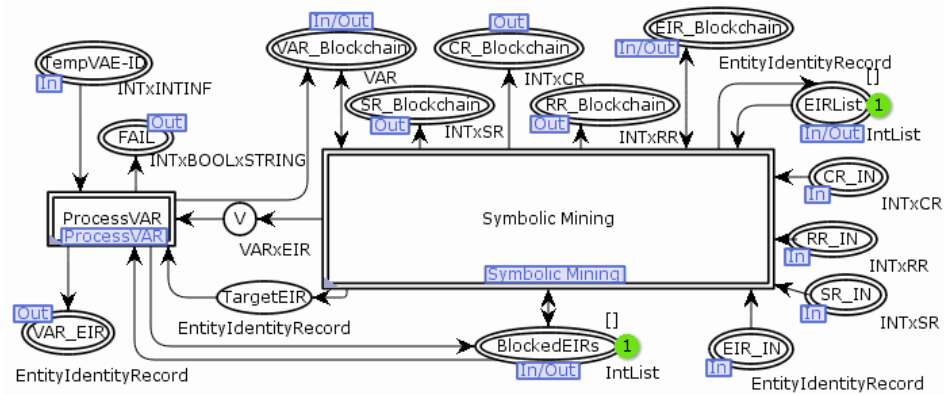 In/Out
VAR_Blockchain
VAR
Out
CR_Blockchain
INTxCR
EIR_Blockchain
In/Out
EntityIdentityRecord
TempVAE-ID
In
INTxINTINF
SR_Blockchain
Out
INTxSR
RR_Blockchain
Out
INTxRR
[]
EIRList
1
In/Out
IntList
Out
FAIL
INTxBOOLxSTRING
CR_IN
In
INTxCR
ProcessVAR
ProcessVAR
V
VARxEIR
Symbolic Mining
Symbolic Mining
RR_IN
In
INTxRR
SR_IN
In
INTxSR
TargetEIR
EntityIdentityRecord
Out
VAR_EIR
EntityIdentityRecord
[]
BlockedEIRs
1
In/Out
IntList
EIR_IN
In
EntityIdentityRecord